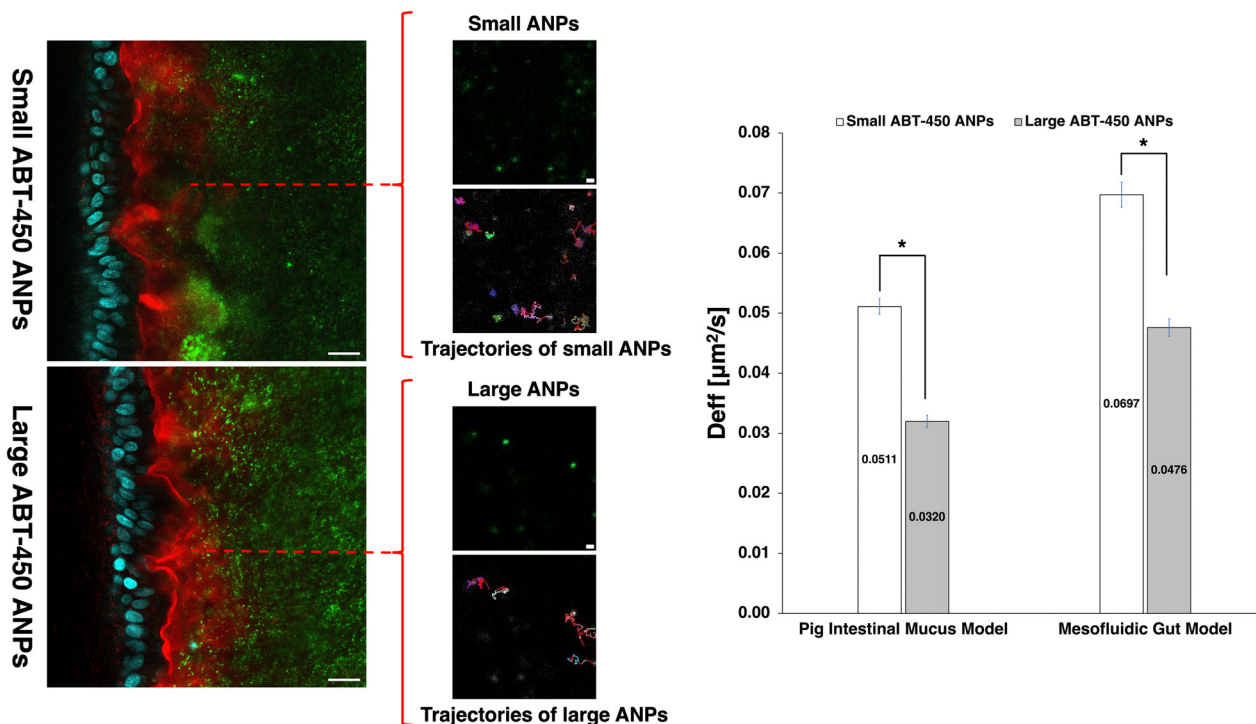 Small ABT-450 ANPs
Large ABT-450 ANPs
Small ANPs
Trajectories of small ANPs
Large ANPs
Trajectories of large ANPs
Small ABT-450 ANPs Large ABT-450 ANPs
Deff [µm²/s]
0.08
0.07
0.06
0.05
0.04
0.03
0.02
0.01
0.00
*
*
0.0511
0.0320
0.0697
0.0476
Pig Intestinal Mucus Model
Mesofluidic Gut Model